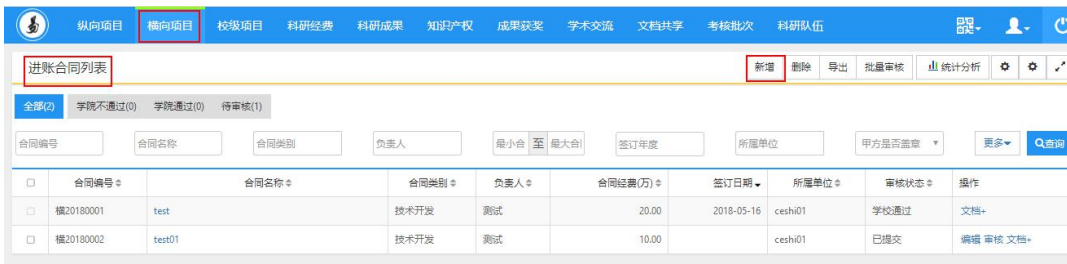 纵向项目 横向项目 校级项目 科研经费 科研成果 知识产权 成果获奖 学术交流 文档共享 考核批次 科研队伍
进账合同列表 新增 删除 导出 批量审核 统计分析
全部(2) 学院不通过(0) 学院通过(0) 待审核(1)
合同编号 合同名称 合同类别 负责人 最小合 至 最大合 签订年度 所属单位 甲方是否盖章 更多 查询
合同编号 合同名称 合同类别 负责人 合同经费(万) 签订日期 所属单位 审核状态 操作
横20180001 test 技术开发 测试 20.00 2018-05-16 ceshi01 学校通过 文档+
横20180002 test01 技术开发 测试 10.00 ceshi01 已提交 编辑 审核 文档+